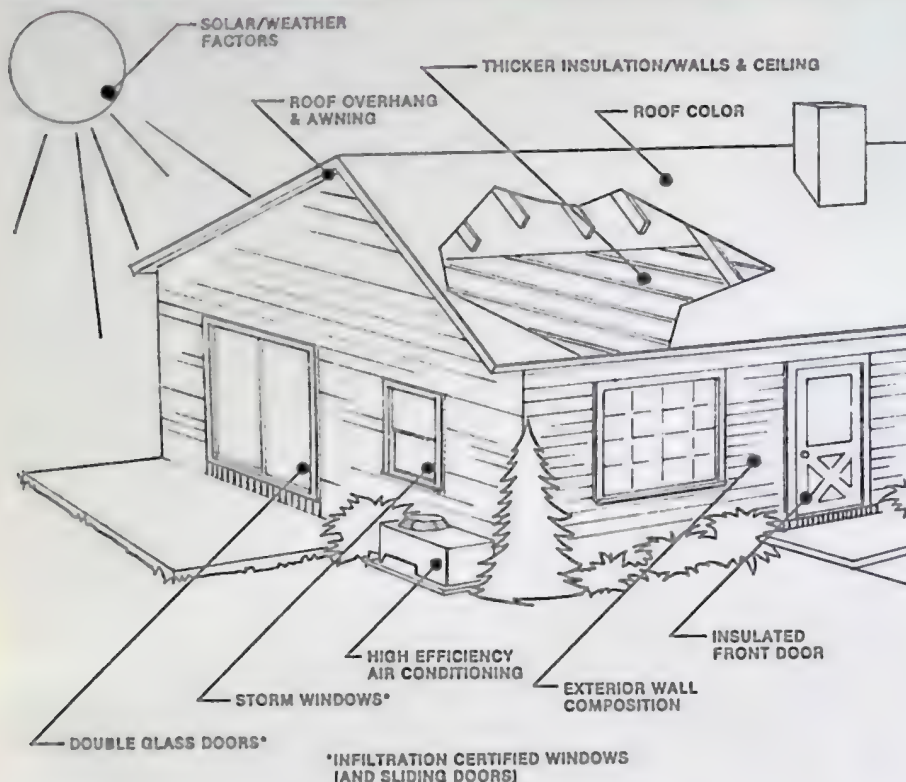 SOLAR/WEATHER
FACTORS
THICKER INSULATION/WALLS & CEILING
ROOF OVERHANG
& AWNING
ROOF COLOR
INSULATED
FRONT DOOR
HIGH EFFICIENCY
AIR CONDITIONING
EXTERIOR WALL
COMPOSITION
STORM WINDOWS*
DOUBLE GLASS DOORS*
*INFILTRATION CERTIFIED WINDOWS
(AND SLIDING DOORS)